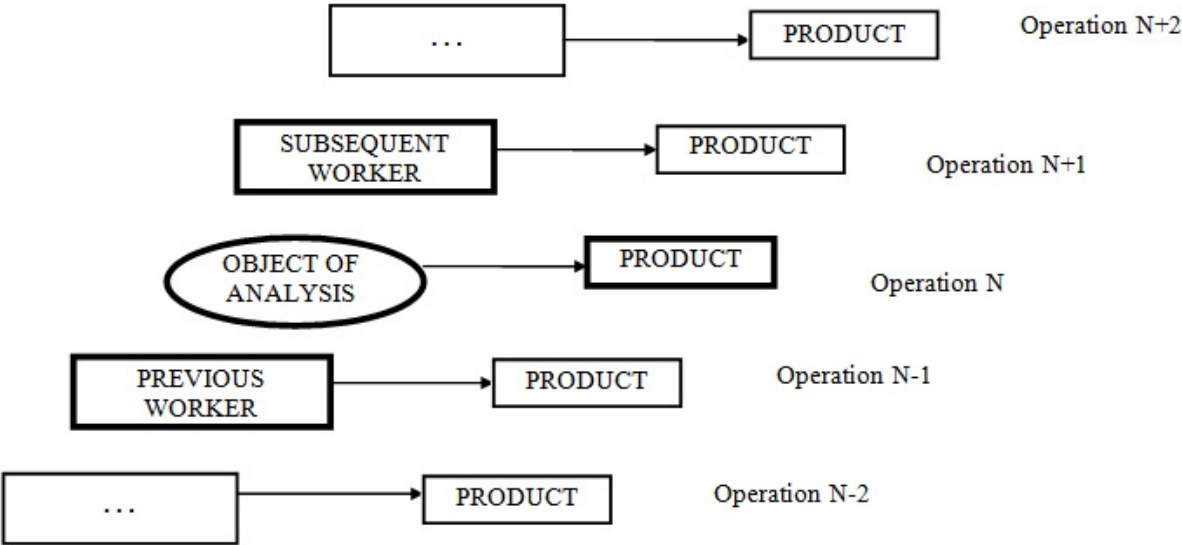 ...
PRODUCT
Operation N+2
SUBSEQUENT
WORKER
PRODUCT
Operation N+1
OBJECT OF
ANALYSIS
PRODUCT
Operation N
PREVIOUS
WORKER
PRODUCT
Operation N-1
...
PRODUCT
Operation N-2